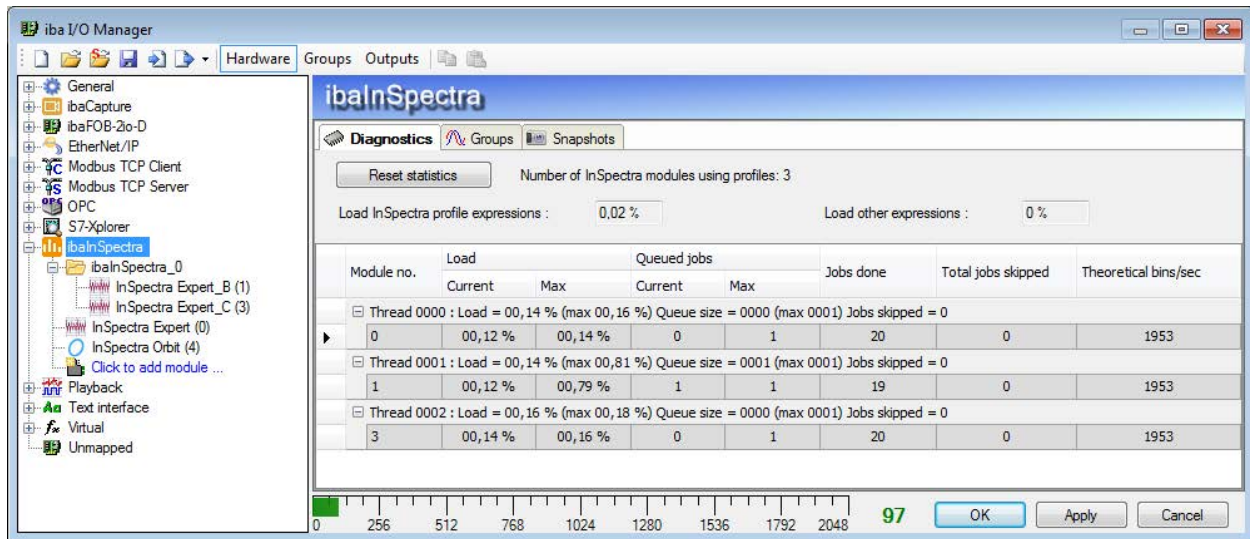 iba I/O Manager
Hardware Groups Outputs
General
ibaCapture
ibaFOB-2io-D
EtherNet/IP
Modbus TCP Client
Modbus TCP Server
OPC
S7-Xplorer
ibaInSpectra
ibaInSpectra_0
InSpectra Expert_B (1)
InSpectra Expert_C (3)
InSpectra Expert (0)
InSpectra Orbit (4)
Click to add module ...
Playback
Text interface
Virtual
Unmapped
ibaInSpectra
Diagnostics Groups Snapshots
Reset statistics Number of InSpectra modules using profiles: 3
Load InSpectra profile expressions : 0,02 % Load other expressions : 0 %
Module no. Load Queued jobs Jobs done Total jobs skipped Theoretical bins/sec
Current Max Current Max
Thread 0000 : Load = 00,14 % (max 00,16 %) Queue size = 0000 (max 0001) Jobs skipped = 0
0 00,12 % 00,14 % 0 1 20 0 1953
Thread 0001 : Load = 00,14 % (max 00,81 %) Queue size = 0001 (max 0001) Jobs skipped = 0
1 00,12 % 00,79 % 1 1 19 0 1953
Thread 0002 : Load = 00,16 % (max 00,18 %) Queue size = 0000 (max 0001) Jobs skipped = 0
3 00,14 % 00,16 % 0 1 20 0 1953
0 256 512 768 1024 1280 1536 1792 2048 97 OK Apply Cancel